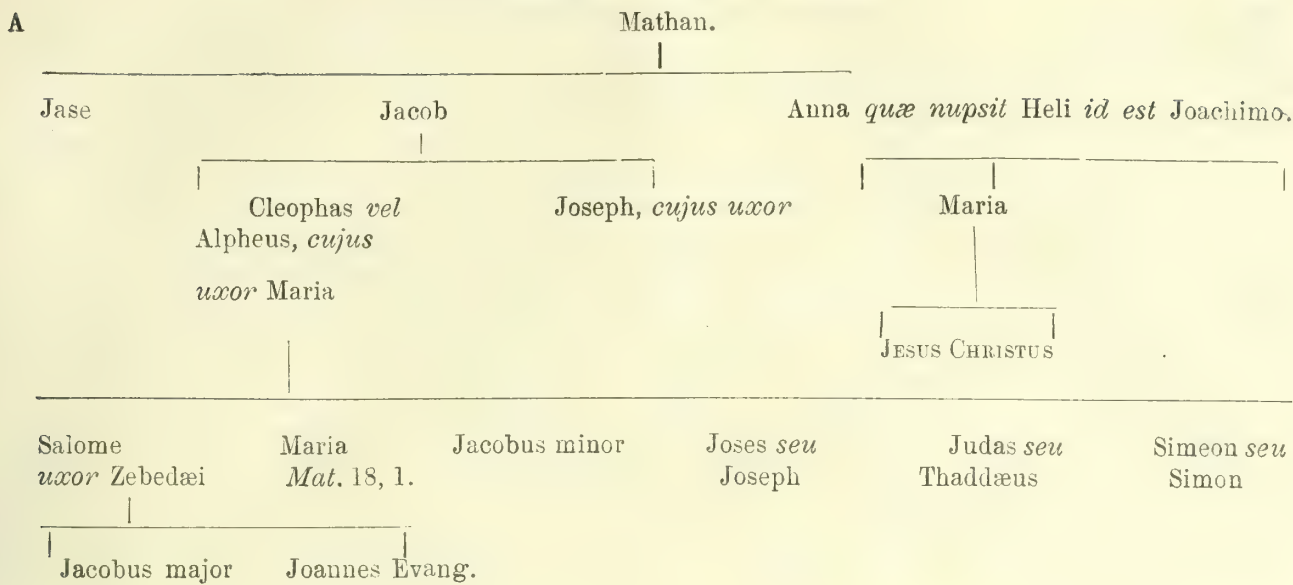 A
Mathan.
Jase Jacob Anna quæ nupsit Heli id est Joachimo.
Cleophas vel Joseph, cujus uxor Maria
Alpheus, cujus
uxor Maria
JESUS CHRISTUS
Salome Maria Jacobus minor Joses seu Judas seu Simeon seu
uxor Zebedæi Mat. 18, 1. Joseph Thaddæus Simon
Jacobus major Joannes Evang.